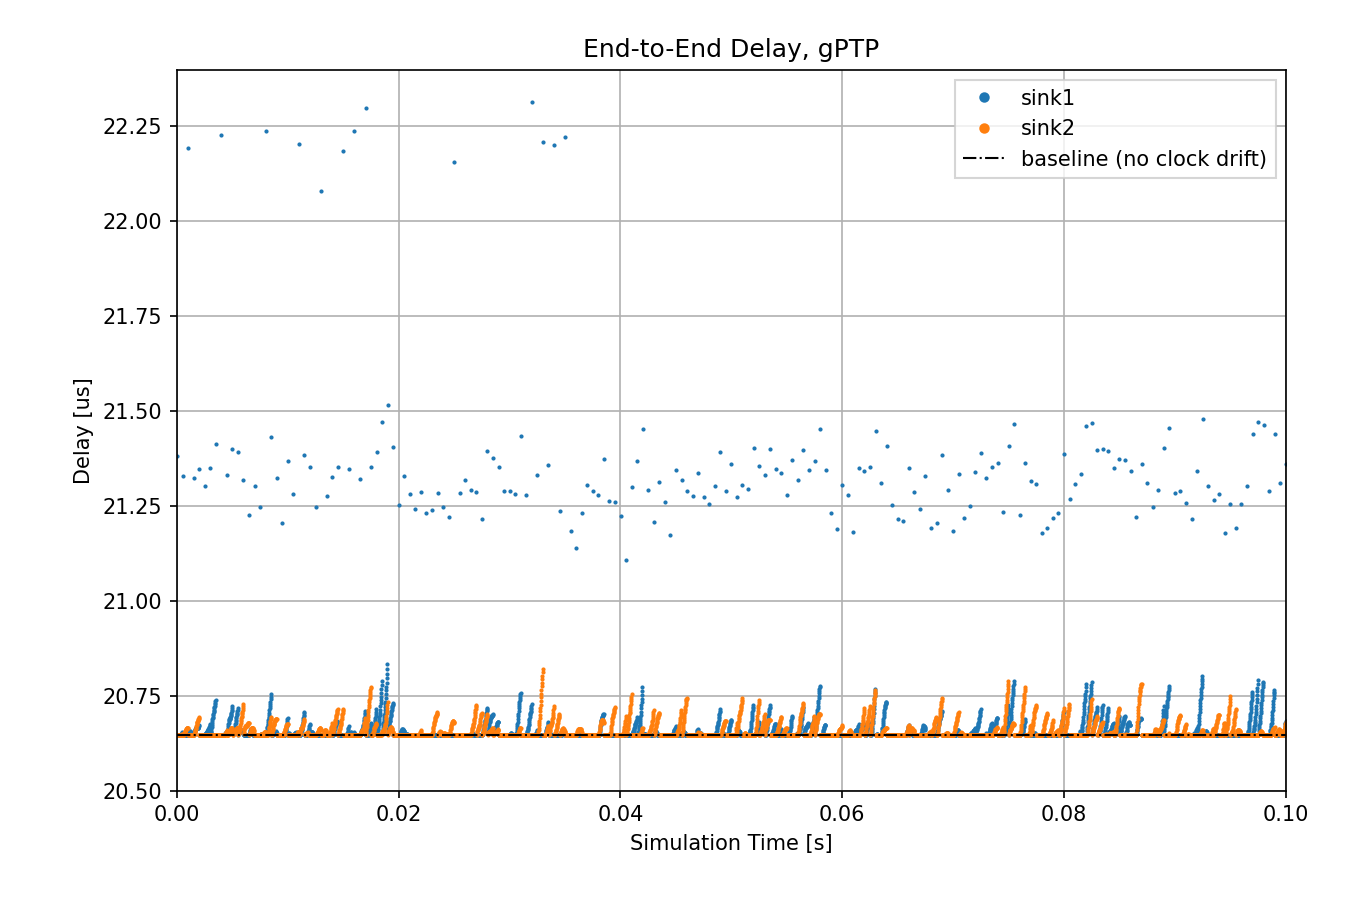 End-to-End Delay, gPTP
sink1
sink2
baseline (no clock drift)
Delay [us]
22.25
22.00
21.75
21.50
21.25
21.00
20.75
20.50
0.00 0.02 0.04 0.06 0.08 0.10
Simulation Time [s]